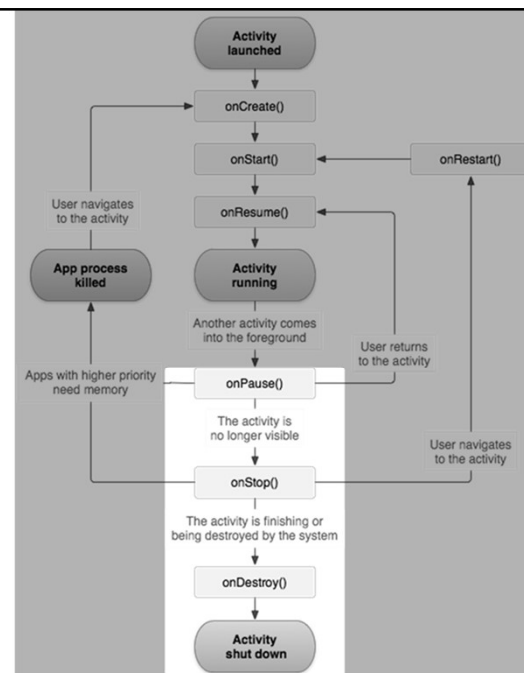 Activity
launched
onCreate()
onStart()
onRestart()
User navigates
to the activity
onResume()
App process
killed
Activity
running
Another activity comes
into the foreground
User returns
to the activity
Apps with higher priority
need memory
onPause()
The activity is
no longer visible
User navigates
to the activity
onStop()
The activity is finishing or
being destroyed by the system
onDestroy()
Activity
shut down